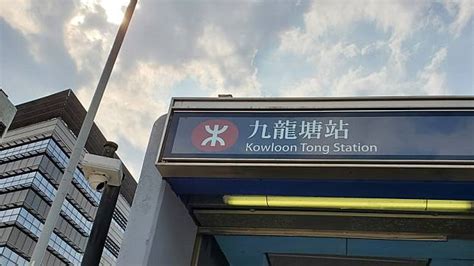 九龍塘站
Kowloon Tong Station